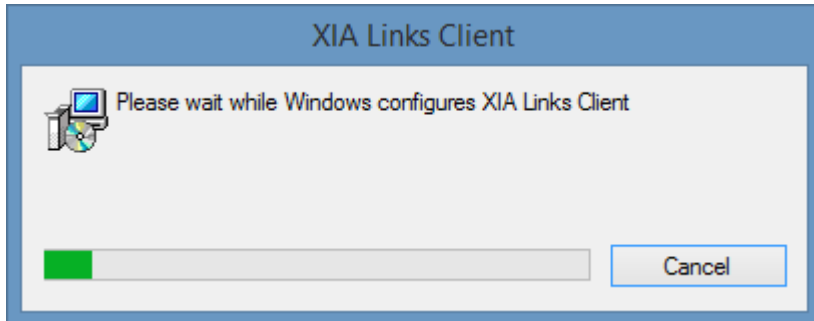 XIA Links Client
Please wait while Windows configures XIA Links Client
Cancel